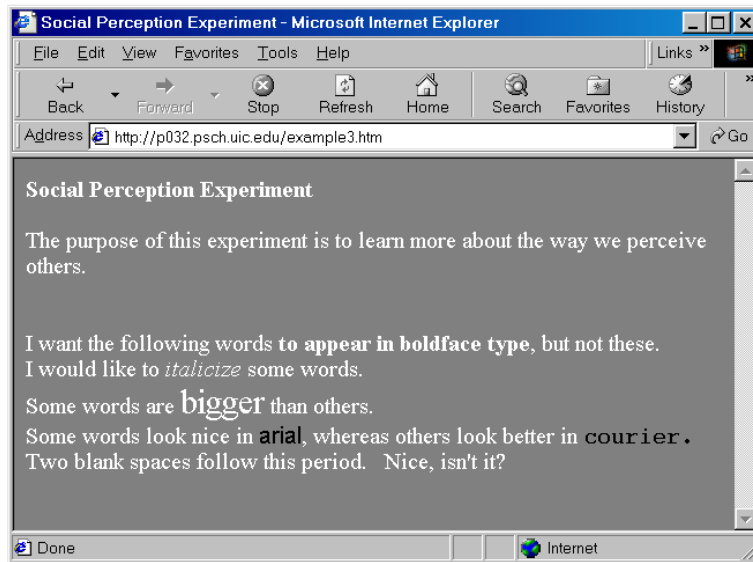 Social Perception Experiment - Microsoft Internet Explorer
File Edit View Favorites Tools Help Links »
Back Forward Stop Refresh Home Search Favorites History »
Address http://p032.psch.uic.edu/example3.htm Go
Social Perception Experiment
The purpose of this experiment is to learn more about the way we perceive
others.
I want the following words to appear in boldface type, but not these.
I would like to italicize some words.
Some words are bigger than others.
Some words look nice in arial, whereas others look better in courier.
Two blank spaces follow this period.   Nice, isn't it?
Done Internet